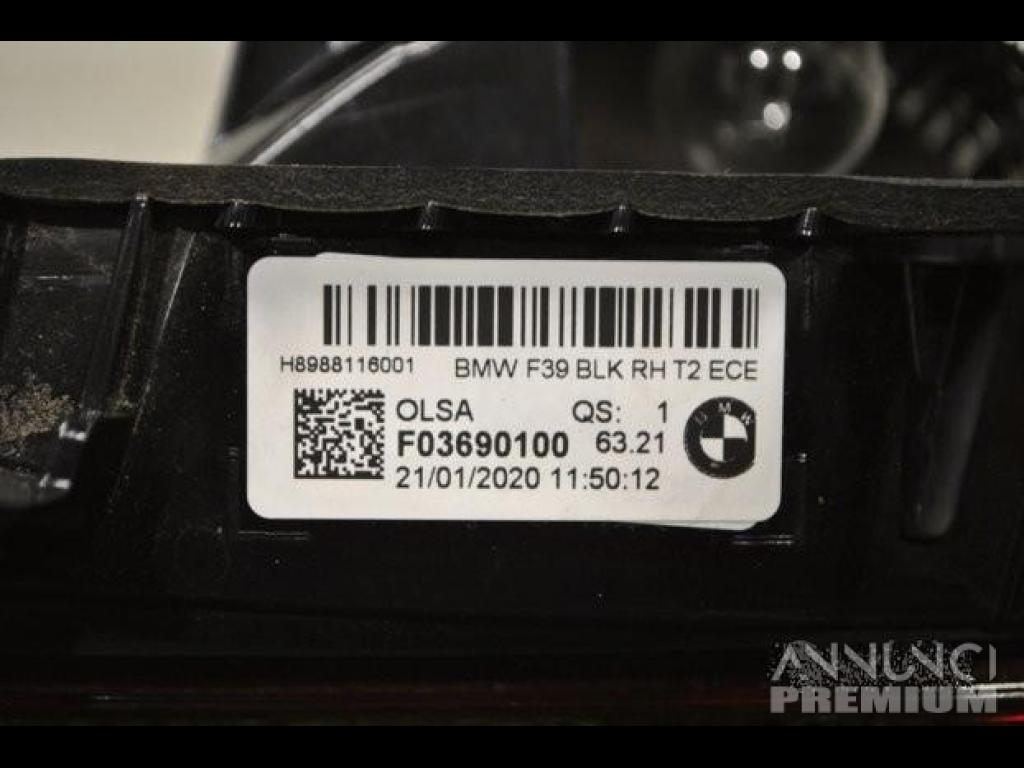 H8988116001 BMW F39 BLK RH T2 ECE
OLSA QS: 1
F03690100 63.21
21/01/2020 11:50:12
BMW
ANNUNCI
PREMIUM